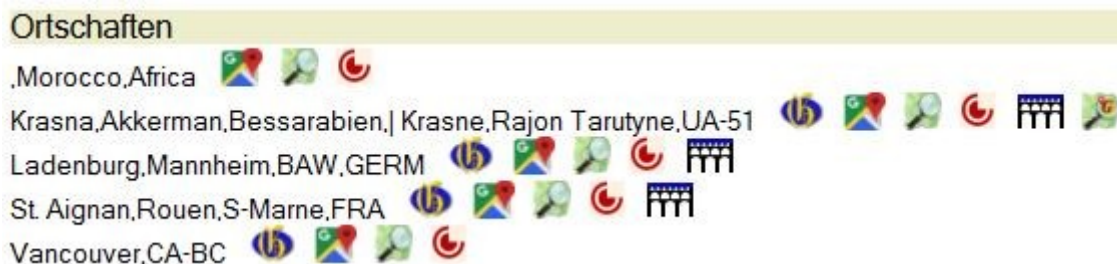 Ortschaften
,Morocco,Africa
Krasna,Akkerman,Bessarabien,| Krasne,Rajon Tarutyne,UA-51
Ladenburg,Mannheim,BAW,GERM
St. Aignan,Rouen,S-Marne,FRA
Vancouver,CA-BC